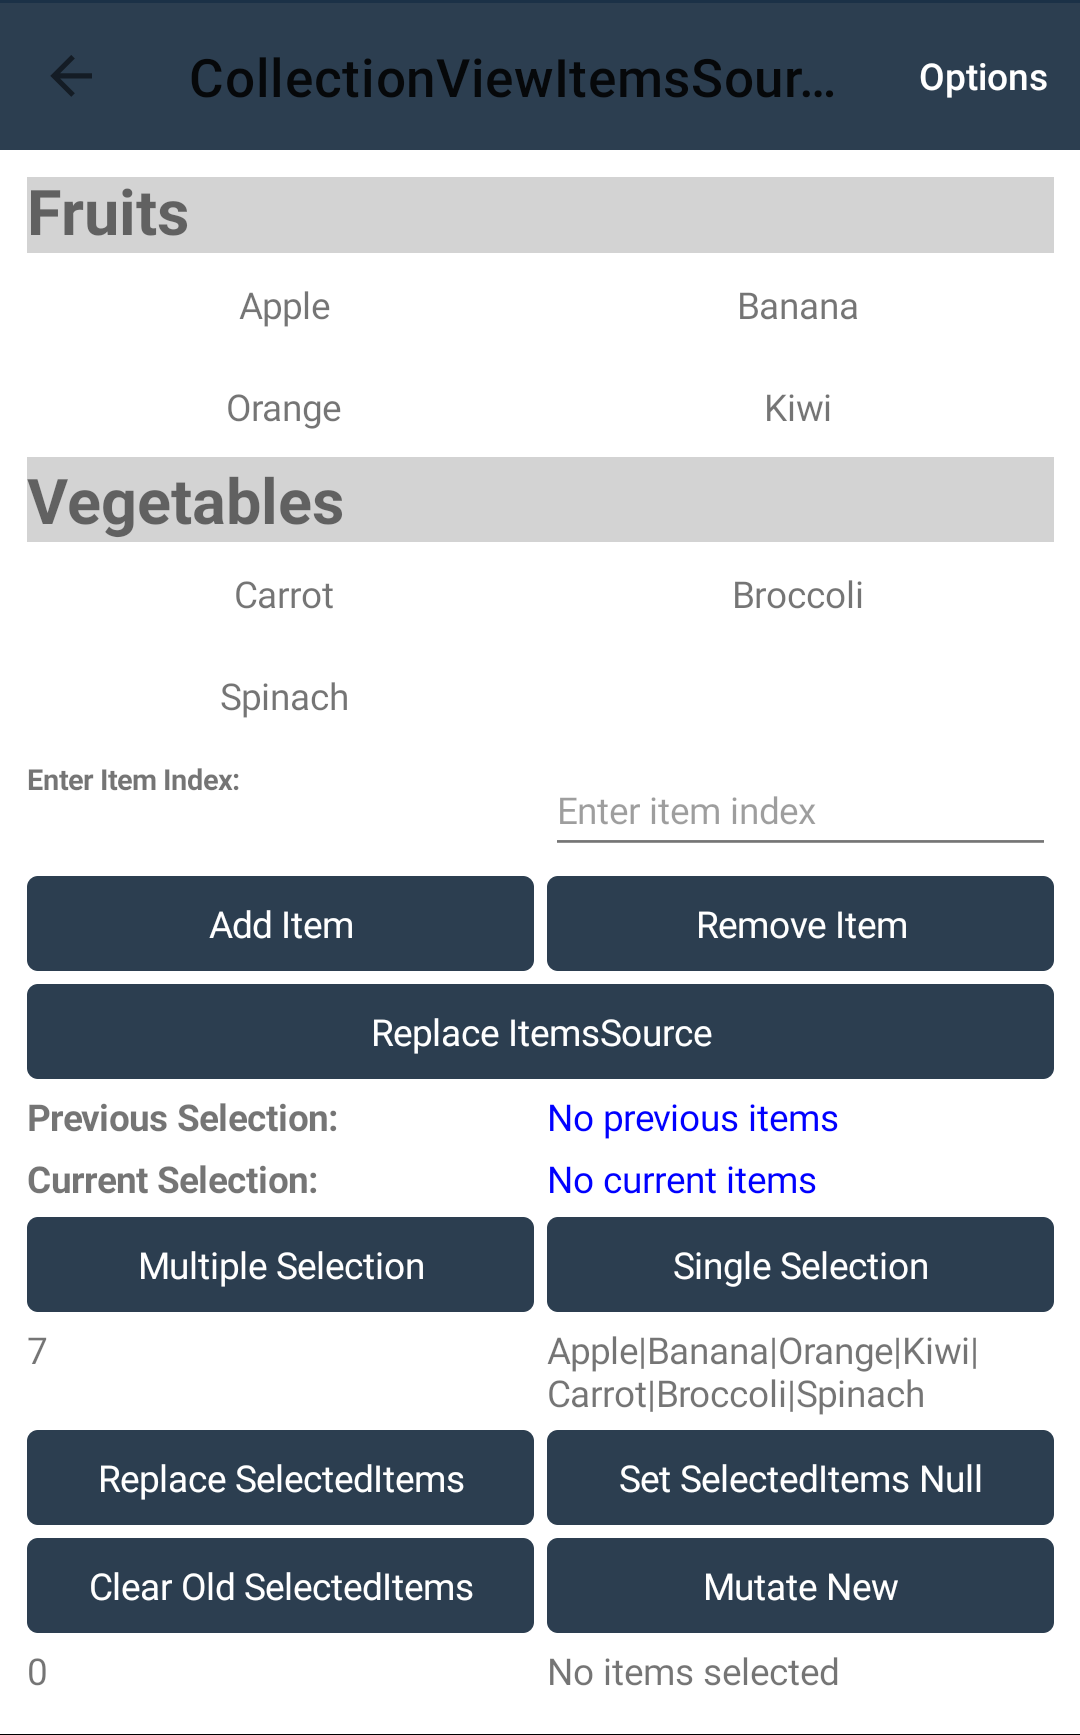 CollectionViewItemsSour...
Options
Fruits
Apple
Banana
Orange
Kiwi
Vegetables
Carrot
Broccoli
Spinach
Enter Item Index:
Enter item index
Add Item
Remove Item
Replace ItemsSource
Previous Selection:
No previous items
Current Selection:
No current items
Multiple Selection
Single Selection
7
Apple|Banana|Orange|Kiwi|
Carrot|Broccoli|Spinach
Replace SelectedItems
Set SelectedItems Null
Clear Old SelectedItems
Mutate New
0
No items selected